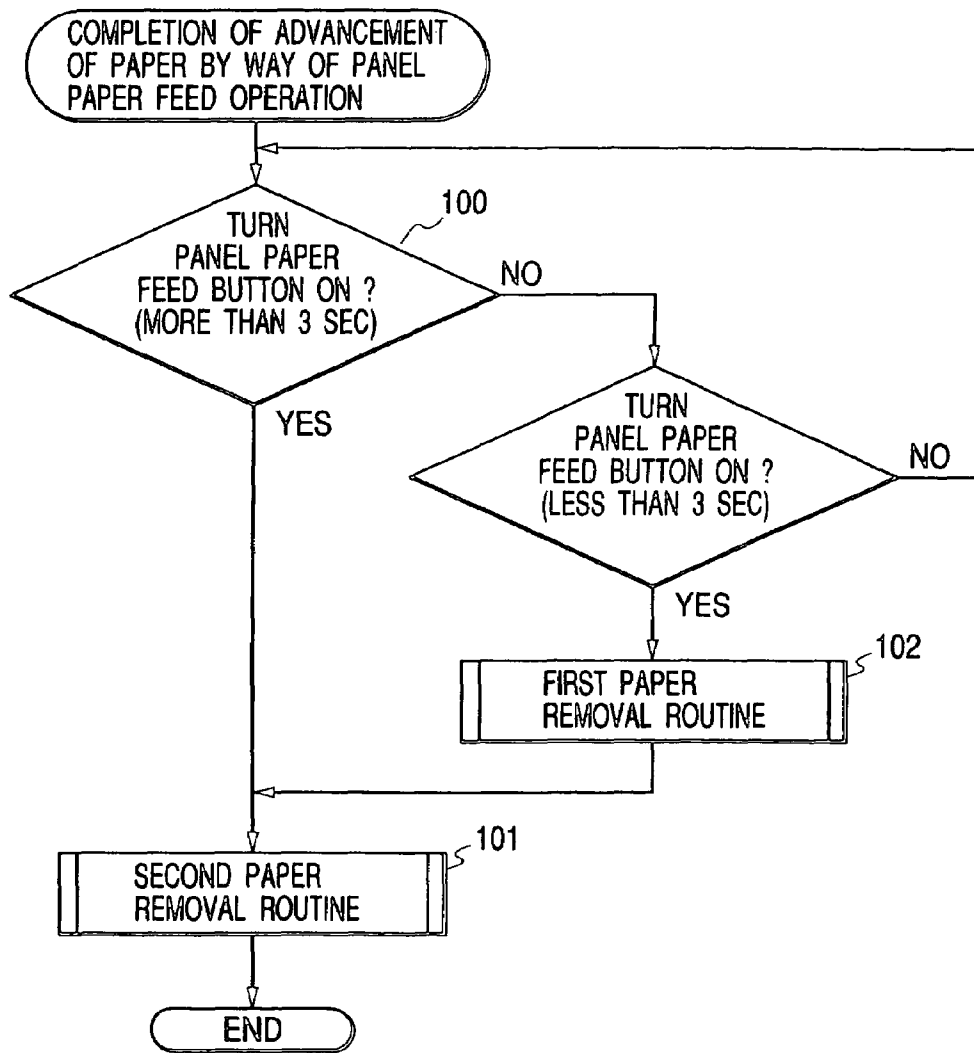 COMPLETION OF ADVANCEMENT
OF PAPER BY WAY OF PANEL
PAPER FEED OPERATION
100
TURN
PANEL PAPER
FEED BUTTON ON ?
(MORE THAN 3 SEC)
NO
YES
TURN
PANEL PAPER
FEED BUTTON ON ?
(LESS THAN 3 SEC)
NO
YES
102
FIRST PAPER
REMOVAL ROUTINE
101
SECOND PAPER
REMOVAL ROUTINE
END